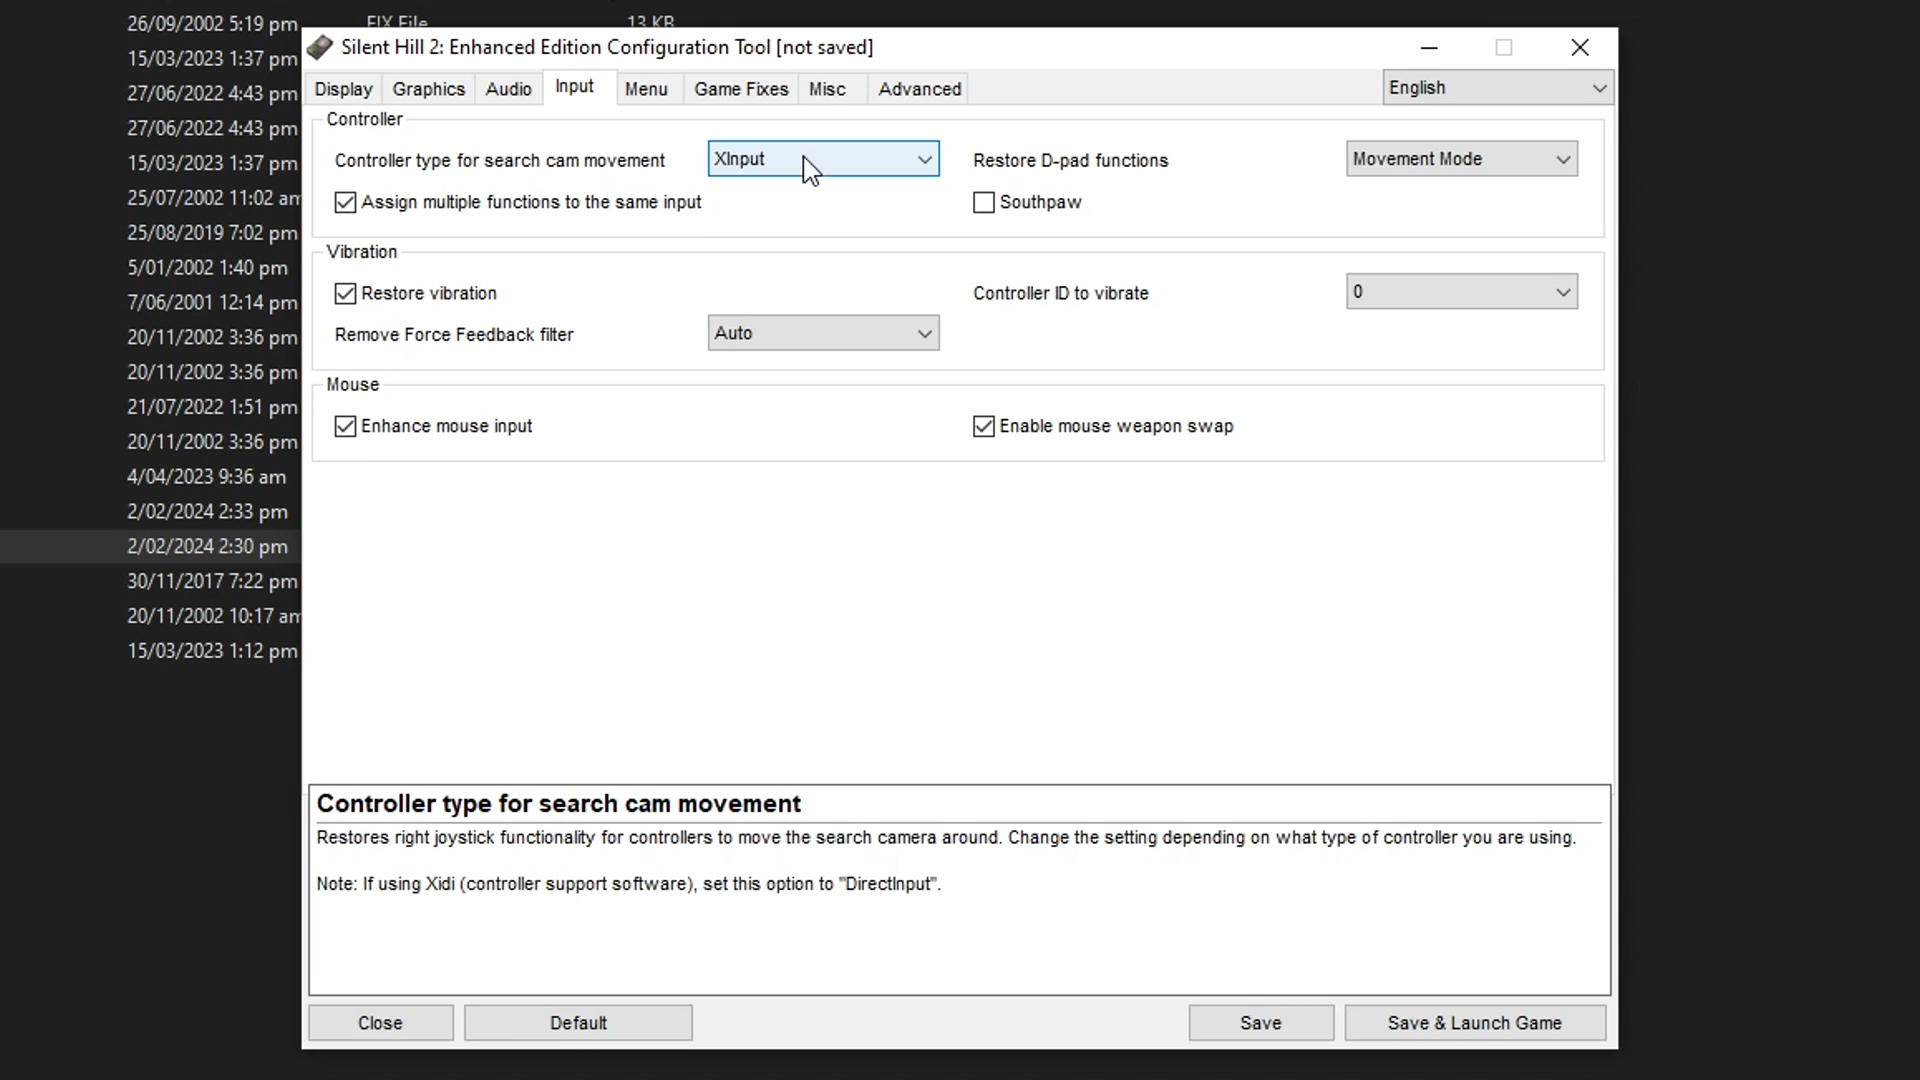 26/09/2002 5:19 pm FIX File 13 KB
15/03/2023 1:37 pm
27/06/2022 4:43 pm
27/06/2022 4:43 pm
15/03/2023 1:37 pm
25/07/2002 11:02 am
25/08/2019 7:02 pm
5/01/2002 1:40 pm
7/06/2001 12:14 pm
20/11/2002 3:36 pm
20/11/2002 3:36 pm
21/07/2022 1:51 pm
20/11/2002 3:36 pm
4/04/2023 9:36 am
2/02/2024 2:33 pm
2/02/2024 2:30 pm
30/11/2017 7:22 pm
20/11/2002 10:17 am
15/03/2023 1:12 pm
Silent Hill 2: Enhanced Edition Configuration Tool [not saved]
Display Graphics Audio Input Menu Game Fixes Misc Advanced English
Controller
Controller type for search cam movement XInput Restore D-pad functions Movement Mode
Assign multiple functions to the same input Southpaw
Vibration
Restore vibration Controller ID to vibrate 0
Remove Force Feedback filter Auto
Mouse
Enhance mouse input Enable mouse weapon swap
Controller type for search cam movement
Restores right joystick functionality for controllers to move the search camera around. Change the setting depending on what type of controller you are using.
Note: If using Xidi (controller support software), set this option to "DirectInput".
Close Default Save Save & Launch Game